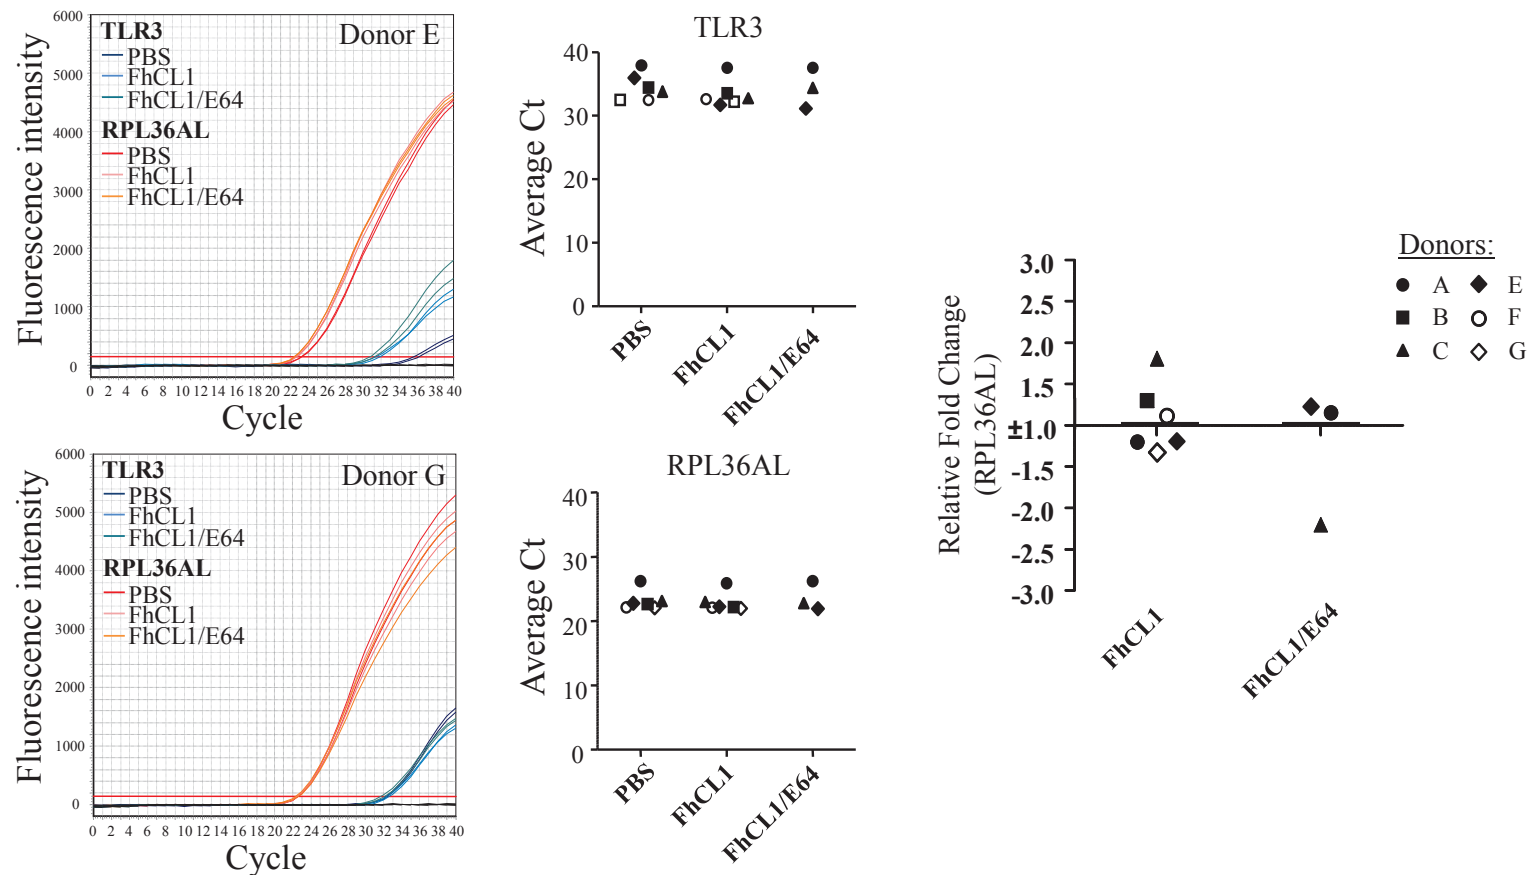 TLR3
PBS
FhCL1
FhCL1/E64
RPL36AL
PBS
FhCL1
FhCL1/E64
Donor E
Fluorescence intensity
6000
5000
4000
3000
2000
1000
0
0 2 4 6 8 10 12 14 16 18 20 22 24 26 28 30 32 34 36 38 40
Cycle
TLR3
PBS
FhCL1
FhCL1/E64
RPL36AL
PBS
FhCL1
FhCL1/E64
Donor G
Fluorescence intensity
6000
5000
4000
3000
2000
1000
0
0 2 4 6 8 10 12 14 16 18 20 22 24 26 28 30 32 34 36 38 40
Cycle
TLR3
Average Ct
40
30
20
10
0
PBS
FhCL1
FhCL1/E64
RPL36AL
Average Ct
40
30
20
10
0
PBS
FhCL1
FhCL1/E64
Relative Fold Change
(RPL36AL)
3.0
2.5
2.0
1.5
±1.0
-1.5
-2.0
-2.5
-3.0
FhCL1
FhCL1/E64
Donors:
A E
B F
C G